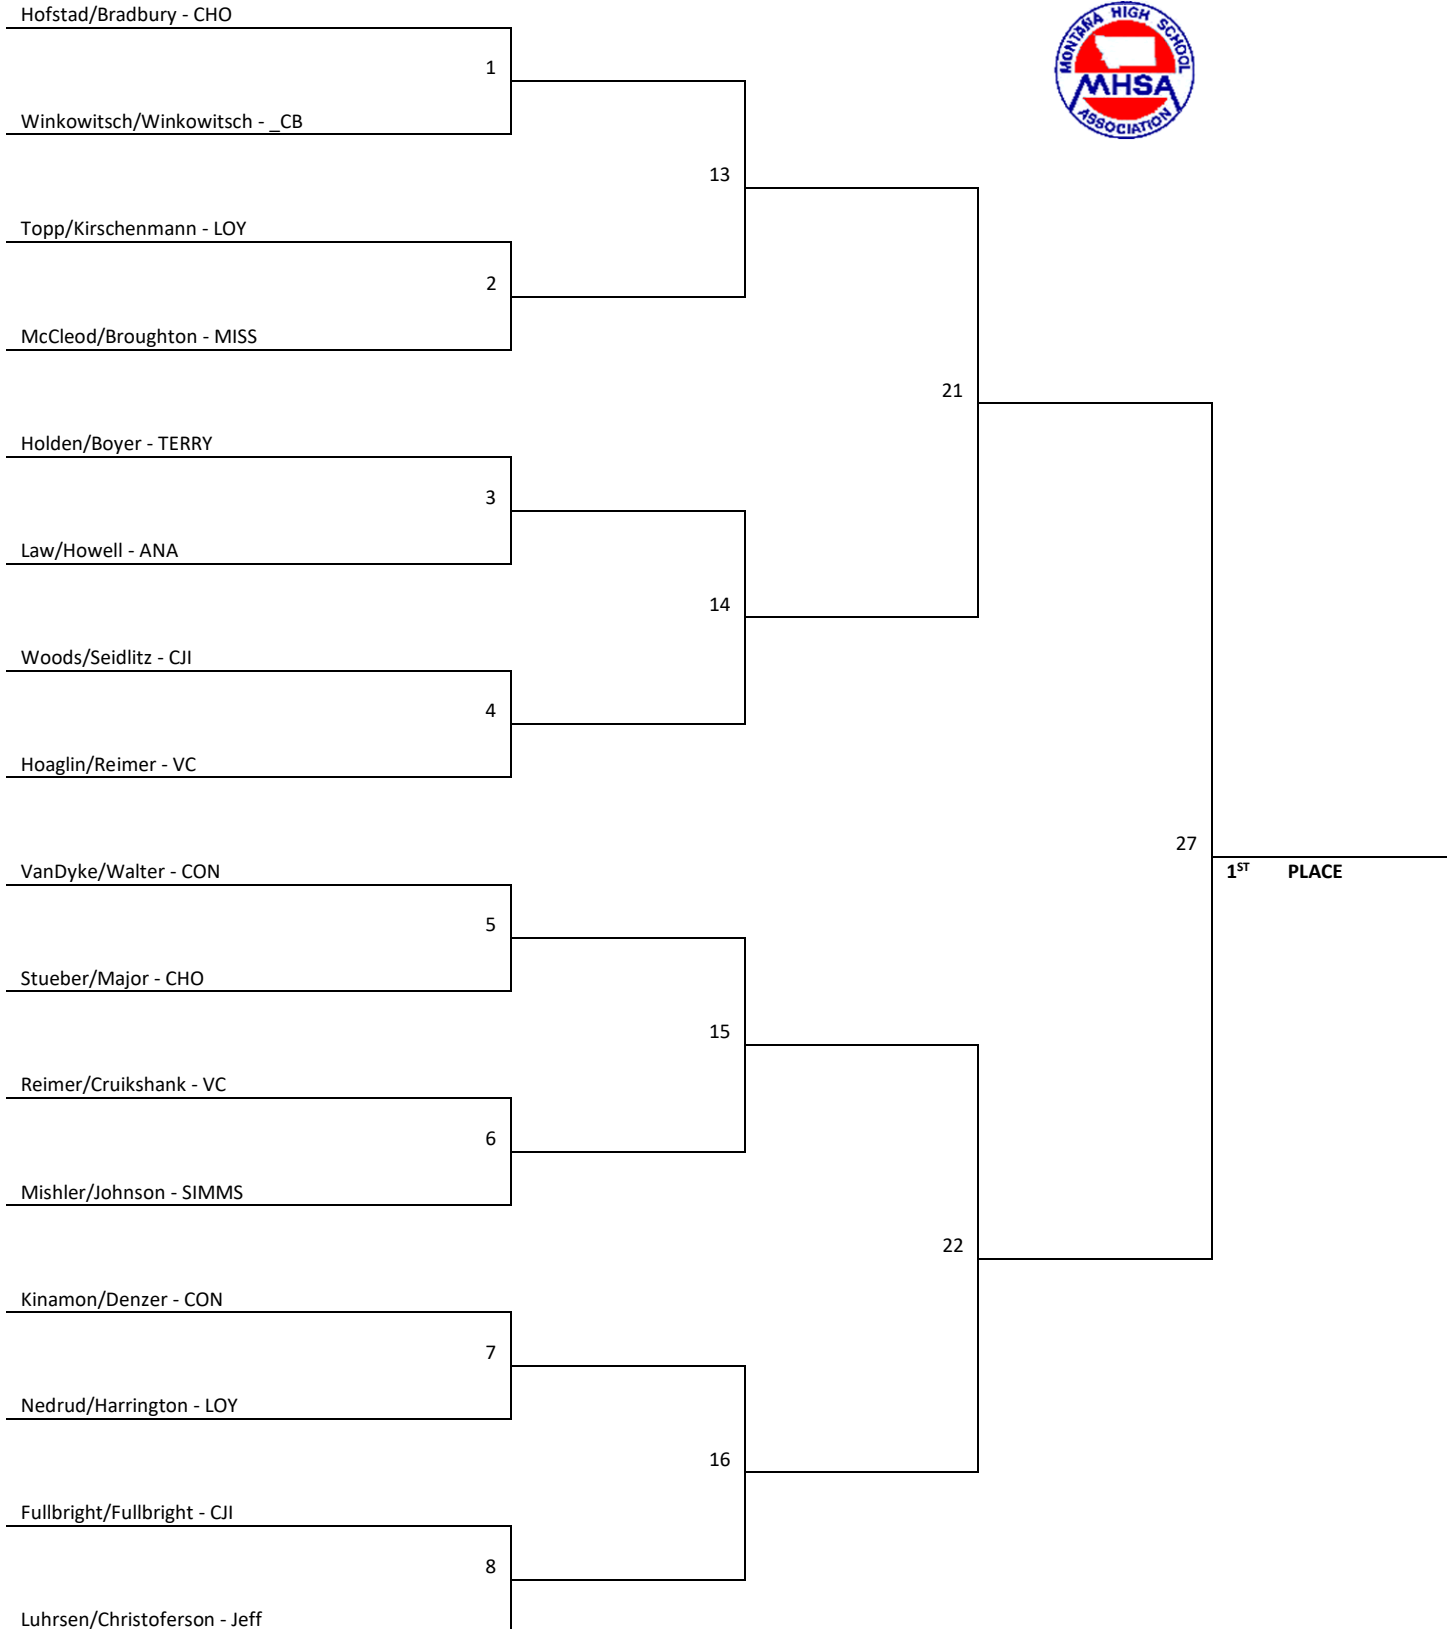 Hofstad/Bradbury - CHO
MONTANA HIGH SCHOOL
MHSA
ASSOCIATION
1
Winkowitsch/Winkowitsch - _CB
13
Topp/Kirschenmann - LOY
2
McCleod/Broughton - MISS
21
Holden/Boyer - TERRY
3
Law/Howell - ANA
14
Woods/Seidlitz - CJI
4
Hoaglin/Reimer - VC
27
VanDyke/Walter - CON
1ST PLACE
5
Stueber/Major - CHO
15
Reimer/Cruikshank - VC
6
Mishler/Johnson - SIMMS
22
Kinamon/Denzer - CON
7
Nedrud/Harrington - LOY
16
Fullbright/Fullbright - CJI
8
Luhrsen/Christoferson - Jeff